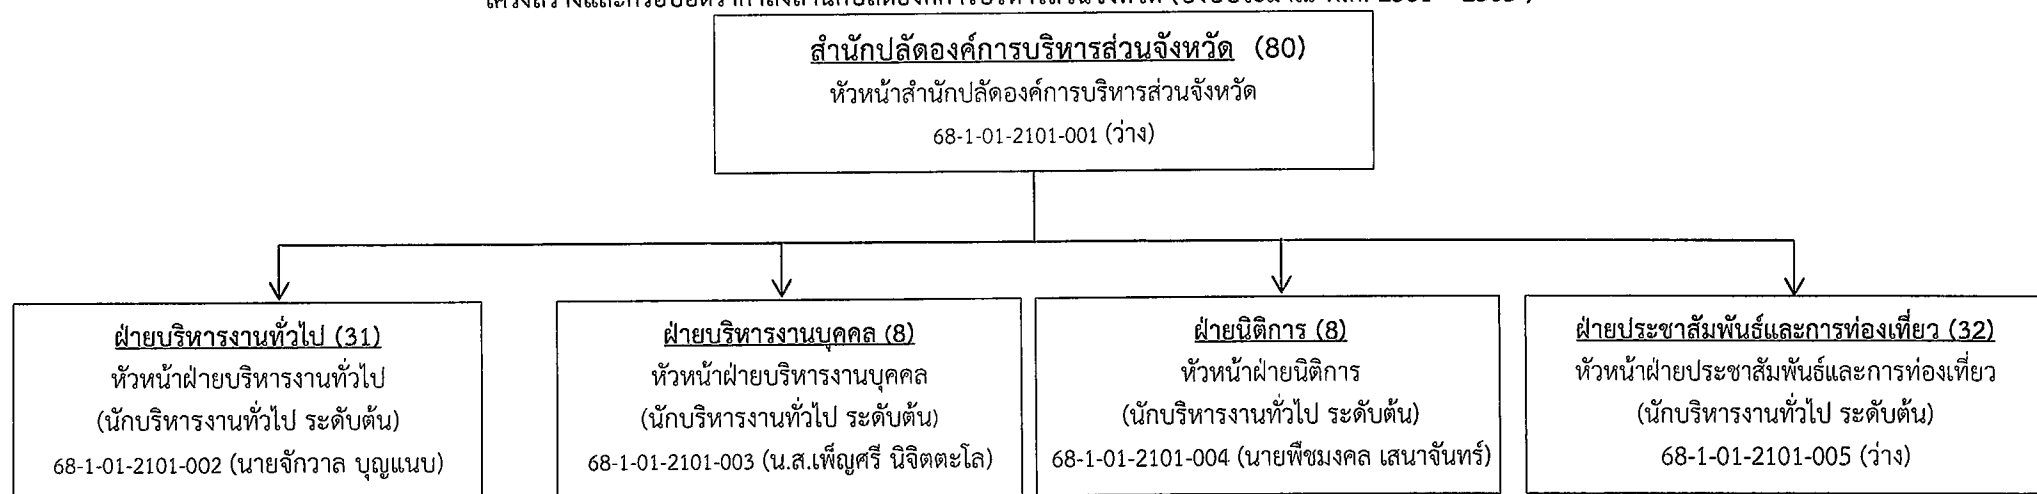 สำนักปลัดองค์การบริหารส่วนจังหวัด (80)
หัวหน้าสำนักปลัดองค์การบริหารส่วนจังหวัด
68-1-01-2101-001 (ว่าง)
ฝ่ายบริหารงานทั่วไป (31)
หัวหน้าฝ่ายบริหารงานทั่วไป
(นักบริหารงานทั่วไป ระดับต้น)
68-1-01-2101-002 (นายจักวาล บุญแนบ)
ฝ่ายบริหารงานบุคคล (8)
หัวหน้าฝ่ายบริหารงานบุคคล
(นักบริหารงานทั่วไป ระดับต้น)
68-1-01-2101-003 (น.ส.เพ็ญศรี นิจิตตะโล)
ฝ่ายนิติการ (8)
หัวหน้าฝ่ายนิติการ
(นักบริหารงานทั่วไป ระดับต้น)
68-1-01-2101-004 (นายพืชมงคล เสนาจันทร์)
ฝ่ายประชาสัมพันธ์และการท่องเที่ยว (32)
หัวหน้าฝ่ายประชาสัมพันธ์และการท่องเที่ยว
(นักบริหารงานทั่วไป ระดับต้น)
68-1-01-2101-005 (ว่าง)